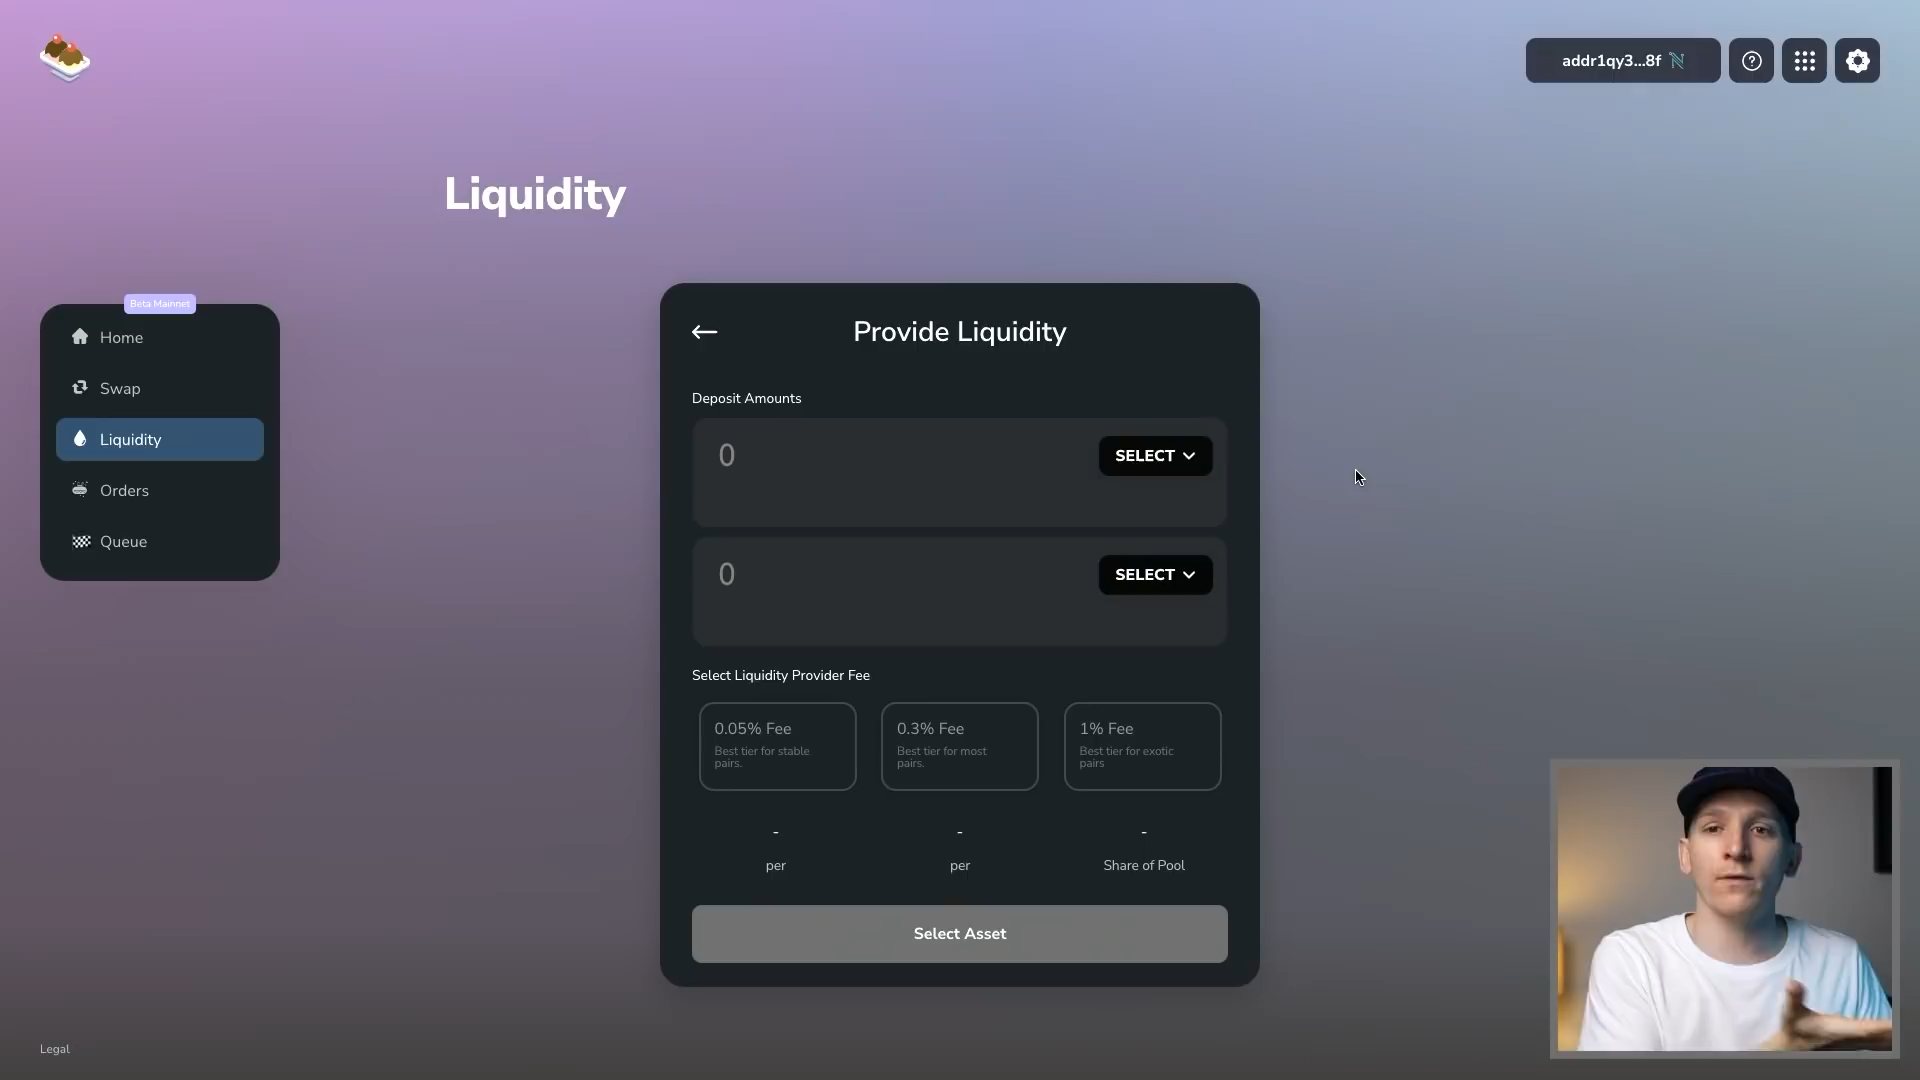 addr1qy3...8f
Liquidity
Beta Mainnet
Home
Swap
Liquidity
Orders
Queue
Provide Liquidity
Deposit Amounts
0
SELECT
0
SELECT
Select Liquidity Provider Fee
0.05% Fee
Best tier for stable
pairs.
0.3% Fee
Best tier for most
pairs.
1% Fee
Best tier for exotic
pairs
-
per
-
per
-
Share of Pool
Select Asset
Legal